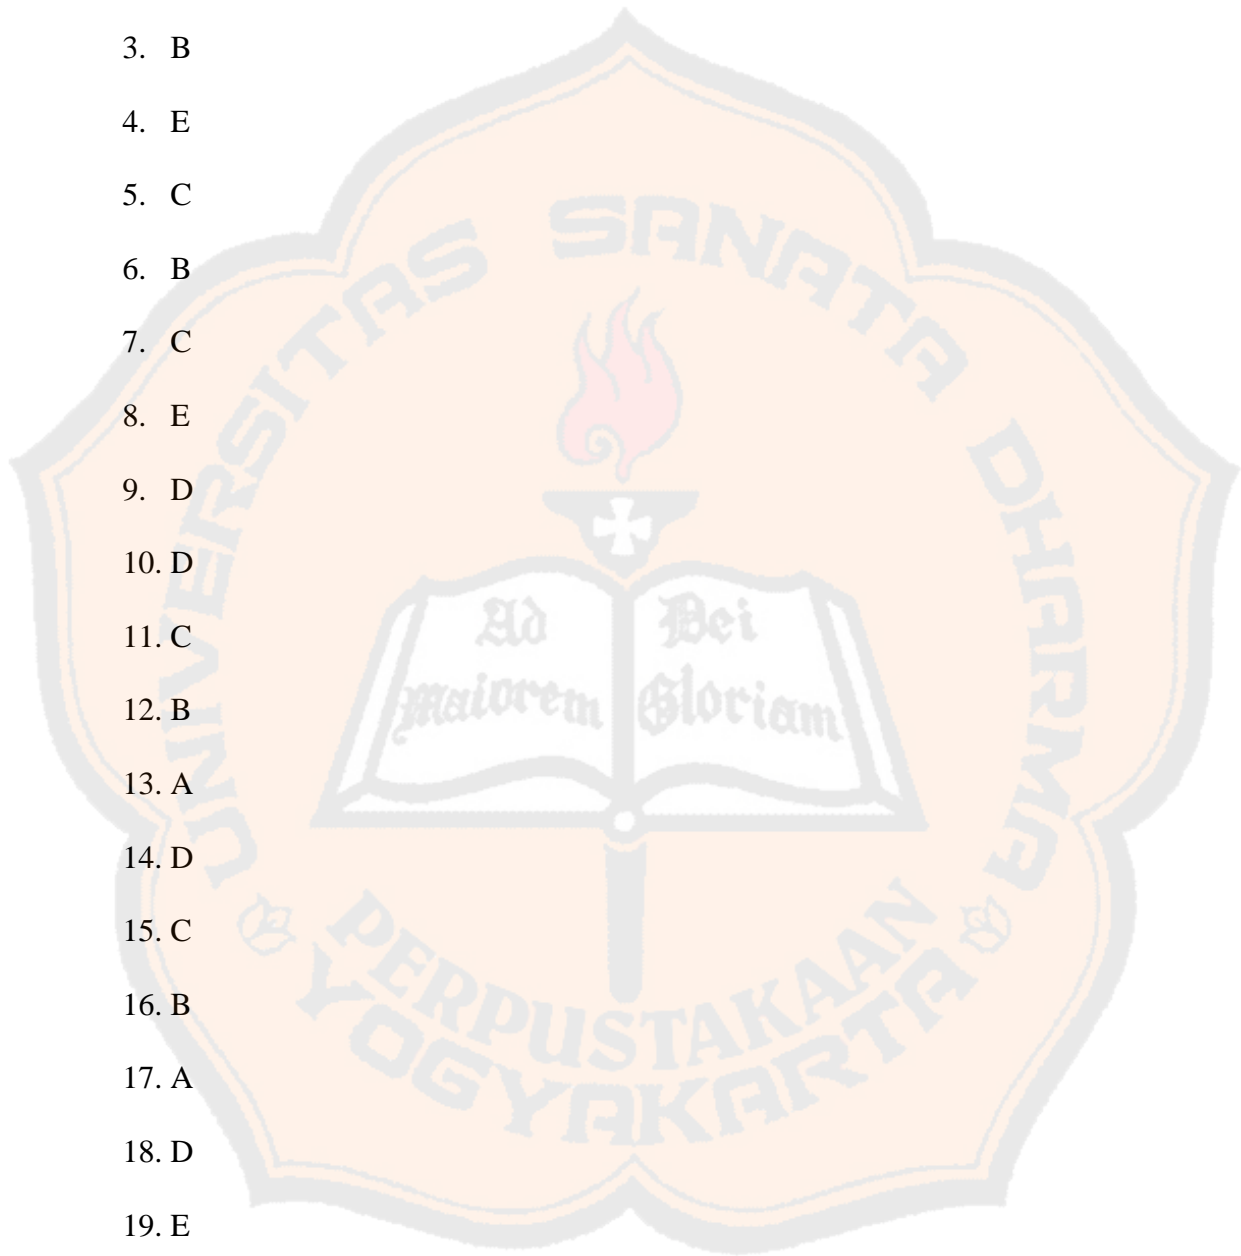 3. B
4. E
5. C
6. B
7. C
8. E
9. D
10. D
11. C
12. B
13. A
14. D
15. C
16. B
17. A
18. D
19. E
UNIVERSITAS SANATA DHARMA
Ad Dei
Maiorem Gloriam
PERPUSTAKAAN
YOGYAKARTA